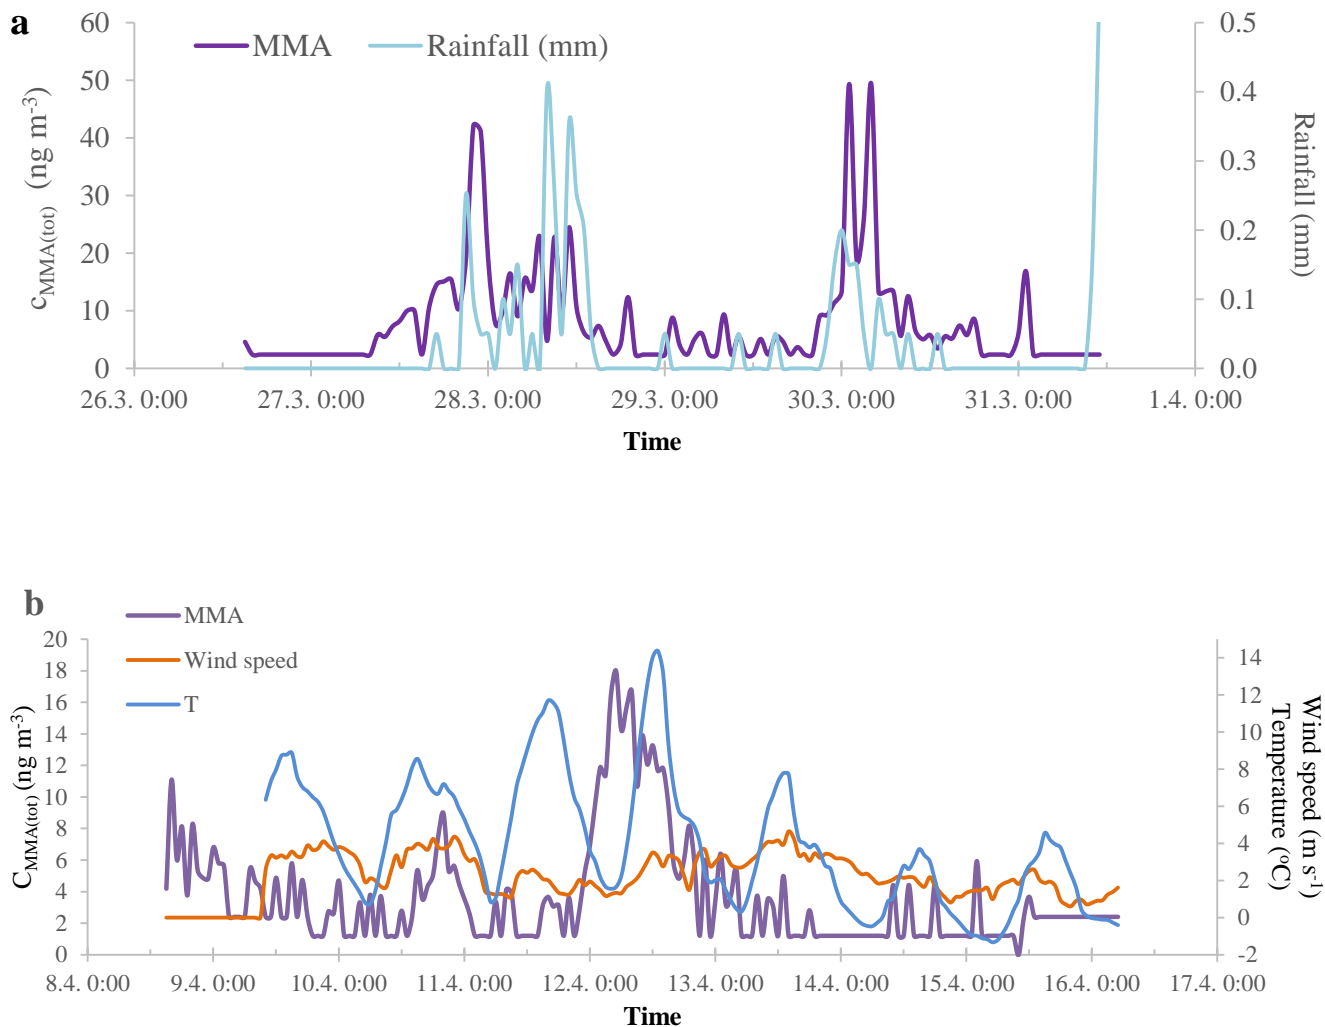 a
MMA Rainfall (mm)
60
50
40
30
20
10
0
0.5
0.4
0.3
0.2
0.1
0.0
cMMA(tot) (ng m-3)
Rainfall (mm)
26.3. 0:00 27.3. 0:00 28.3. 0:00 29.3. 0:00 30.3. 0:00 31.3. 0:00 1.4. 0:00
Time
b
MMA
Wind speed
T
20
18
16
14
12
10
8
6
4
2
0
14
12
10
8
6
4
2
0
-2
CMMA(tot) (ng m-3)
Wind speed (m s-1)
Temperature (°C)
8.4. 0:00 9.4. 0:00 10.4. 0:00 11.4. 0:00 12.4. 0:00 13.4. 0:00 14.4. 0:00 15.4. 0:00 16.4. 0:00 17.4. 0:00
Time